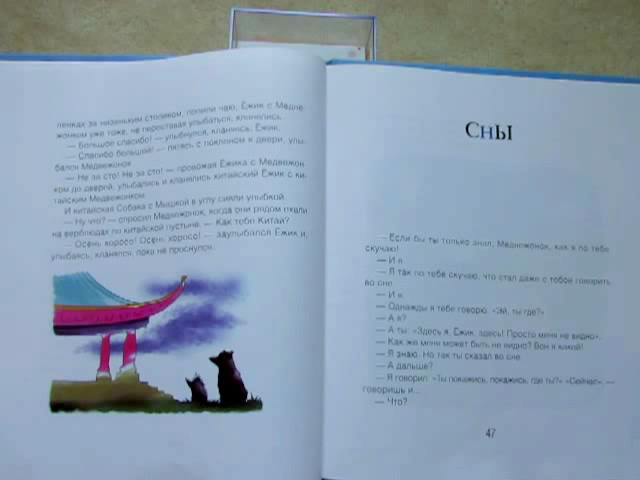 ленках за низеньким столиком, попили чаю, Ёжик с Медве-
жонком уже тоже, не переставая улыбаться, кланялись.
— Большое спасибо! — улыбнулся, кланяясь, Ёжик.
— Спасибо большой! — пятясь с поклоном к двери, улы-
бался Медвежонок.
— Не за сто! Не за сто! — провожая Ёжика с Медвежон-
ком до дверей, улыбались и кланялись китайский Ёжик с ки-
тайским Медвежонком.
И китайская Собака с Мышкой в углу сияли улыбкой.
— Ну что? — спросил Медвежонок, когда они рядом ехали
на верблюдах по китайской пустыне. — Как тебе Китай?
— Осень хоросо! Осень хоросо! — заулыбался Ёжик и,
улыбаясь, кланялся, пока не проснулся.
Сны
— Если бы ты только знал, Медвежонок, как я по тебе
скучаю!
— И я.
— Я так по тебе скучаю, что стал даже с тобой говорить
во сне.
— И я.
— Однажды я тебе говорю: «Эй, ты где?»
— А я?
— А ты: «Здесь я, Ёжик, здесь! Просто меня не видно».
— Как же меня может быть не видно? Вон я какой!
— Я знаю. Но так ты сказал во сне.
— А дальше?
— Я говорил: «Ты покажись, покажись, где ты?» «Сейчас», —
говоришь и...
— Что?
47